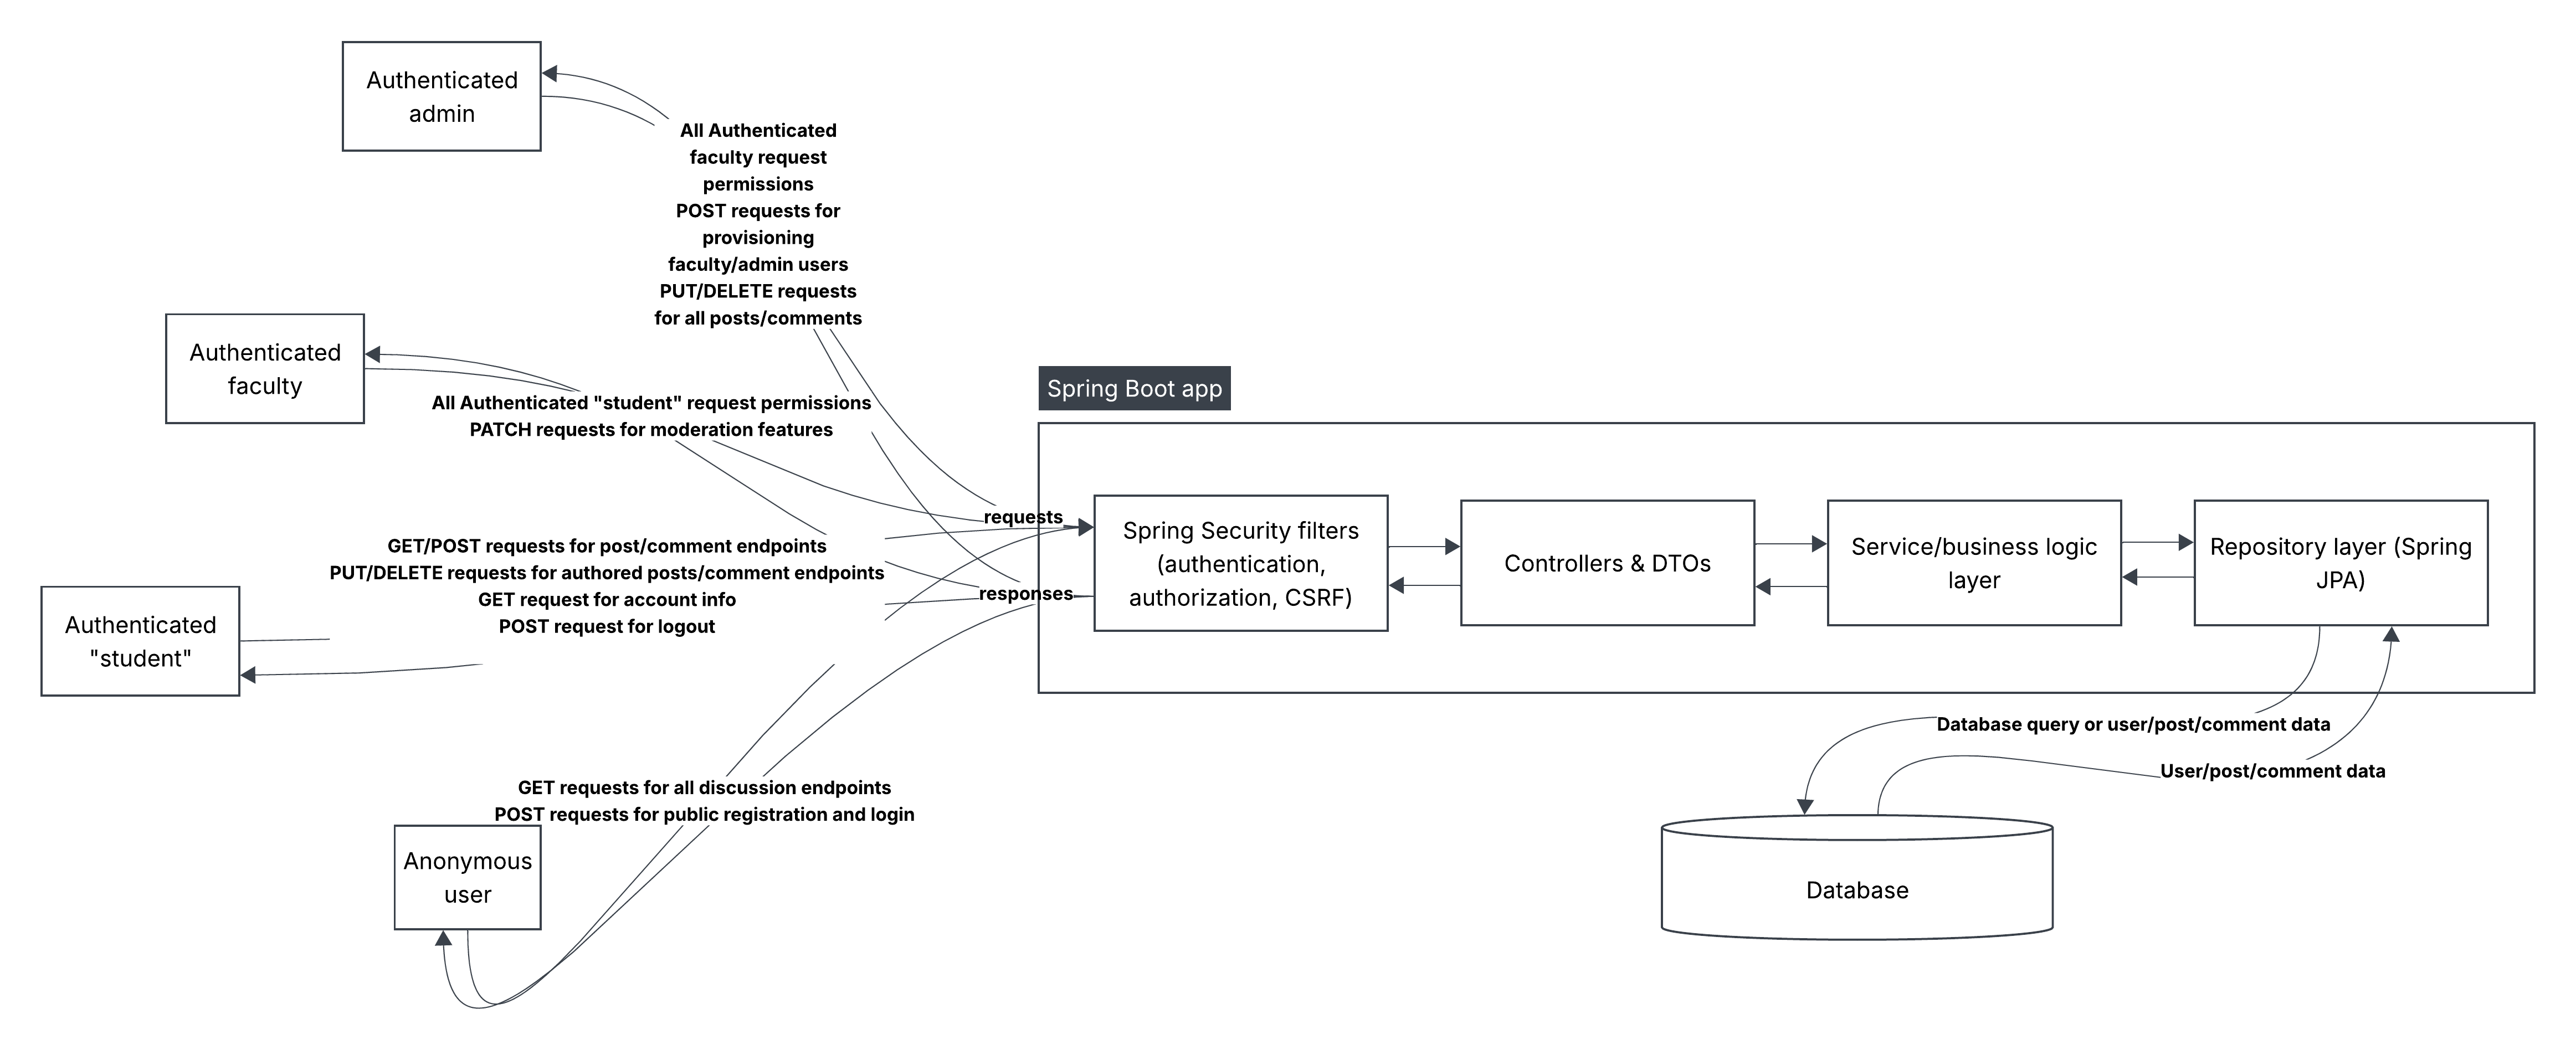 Authenticated
admin
All Authenticated
faculty request
permissions
POST requests for
provisioning
faculty/admin users
PUT/DELETE requests
for all posts/comments
Authenticated
faculty
All Authenticated "student" request permissions
PATCH requests for moderation features
Spring Boot app
requests
responses
Spring Security filters
(authentication,
authorization, CSRF)
Controllers & DTOs
Service/business logic
layer
Repository layer (Spring
JPA)
GET/POST requests for post/comment endpoints
PUT/DELETE requests for authored posts/comment endpoints
GET request for account info
POST request for logout
Authenticated
"student"
Database query or user/post/comment data
User/post/comment data
GET requests for all discussion endpoints
POST requests for public registration and login
Anonymous
user
Database